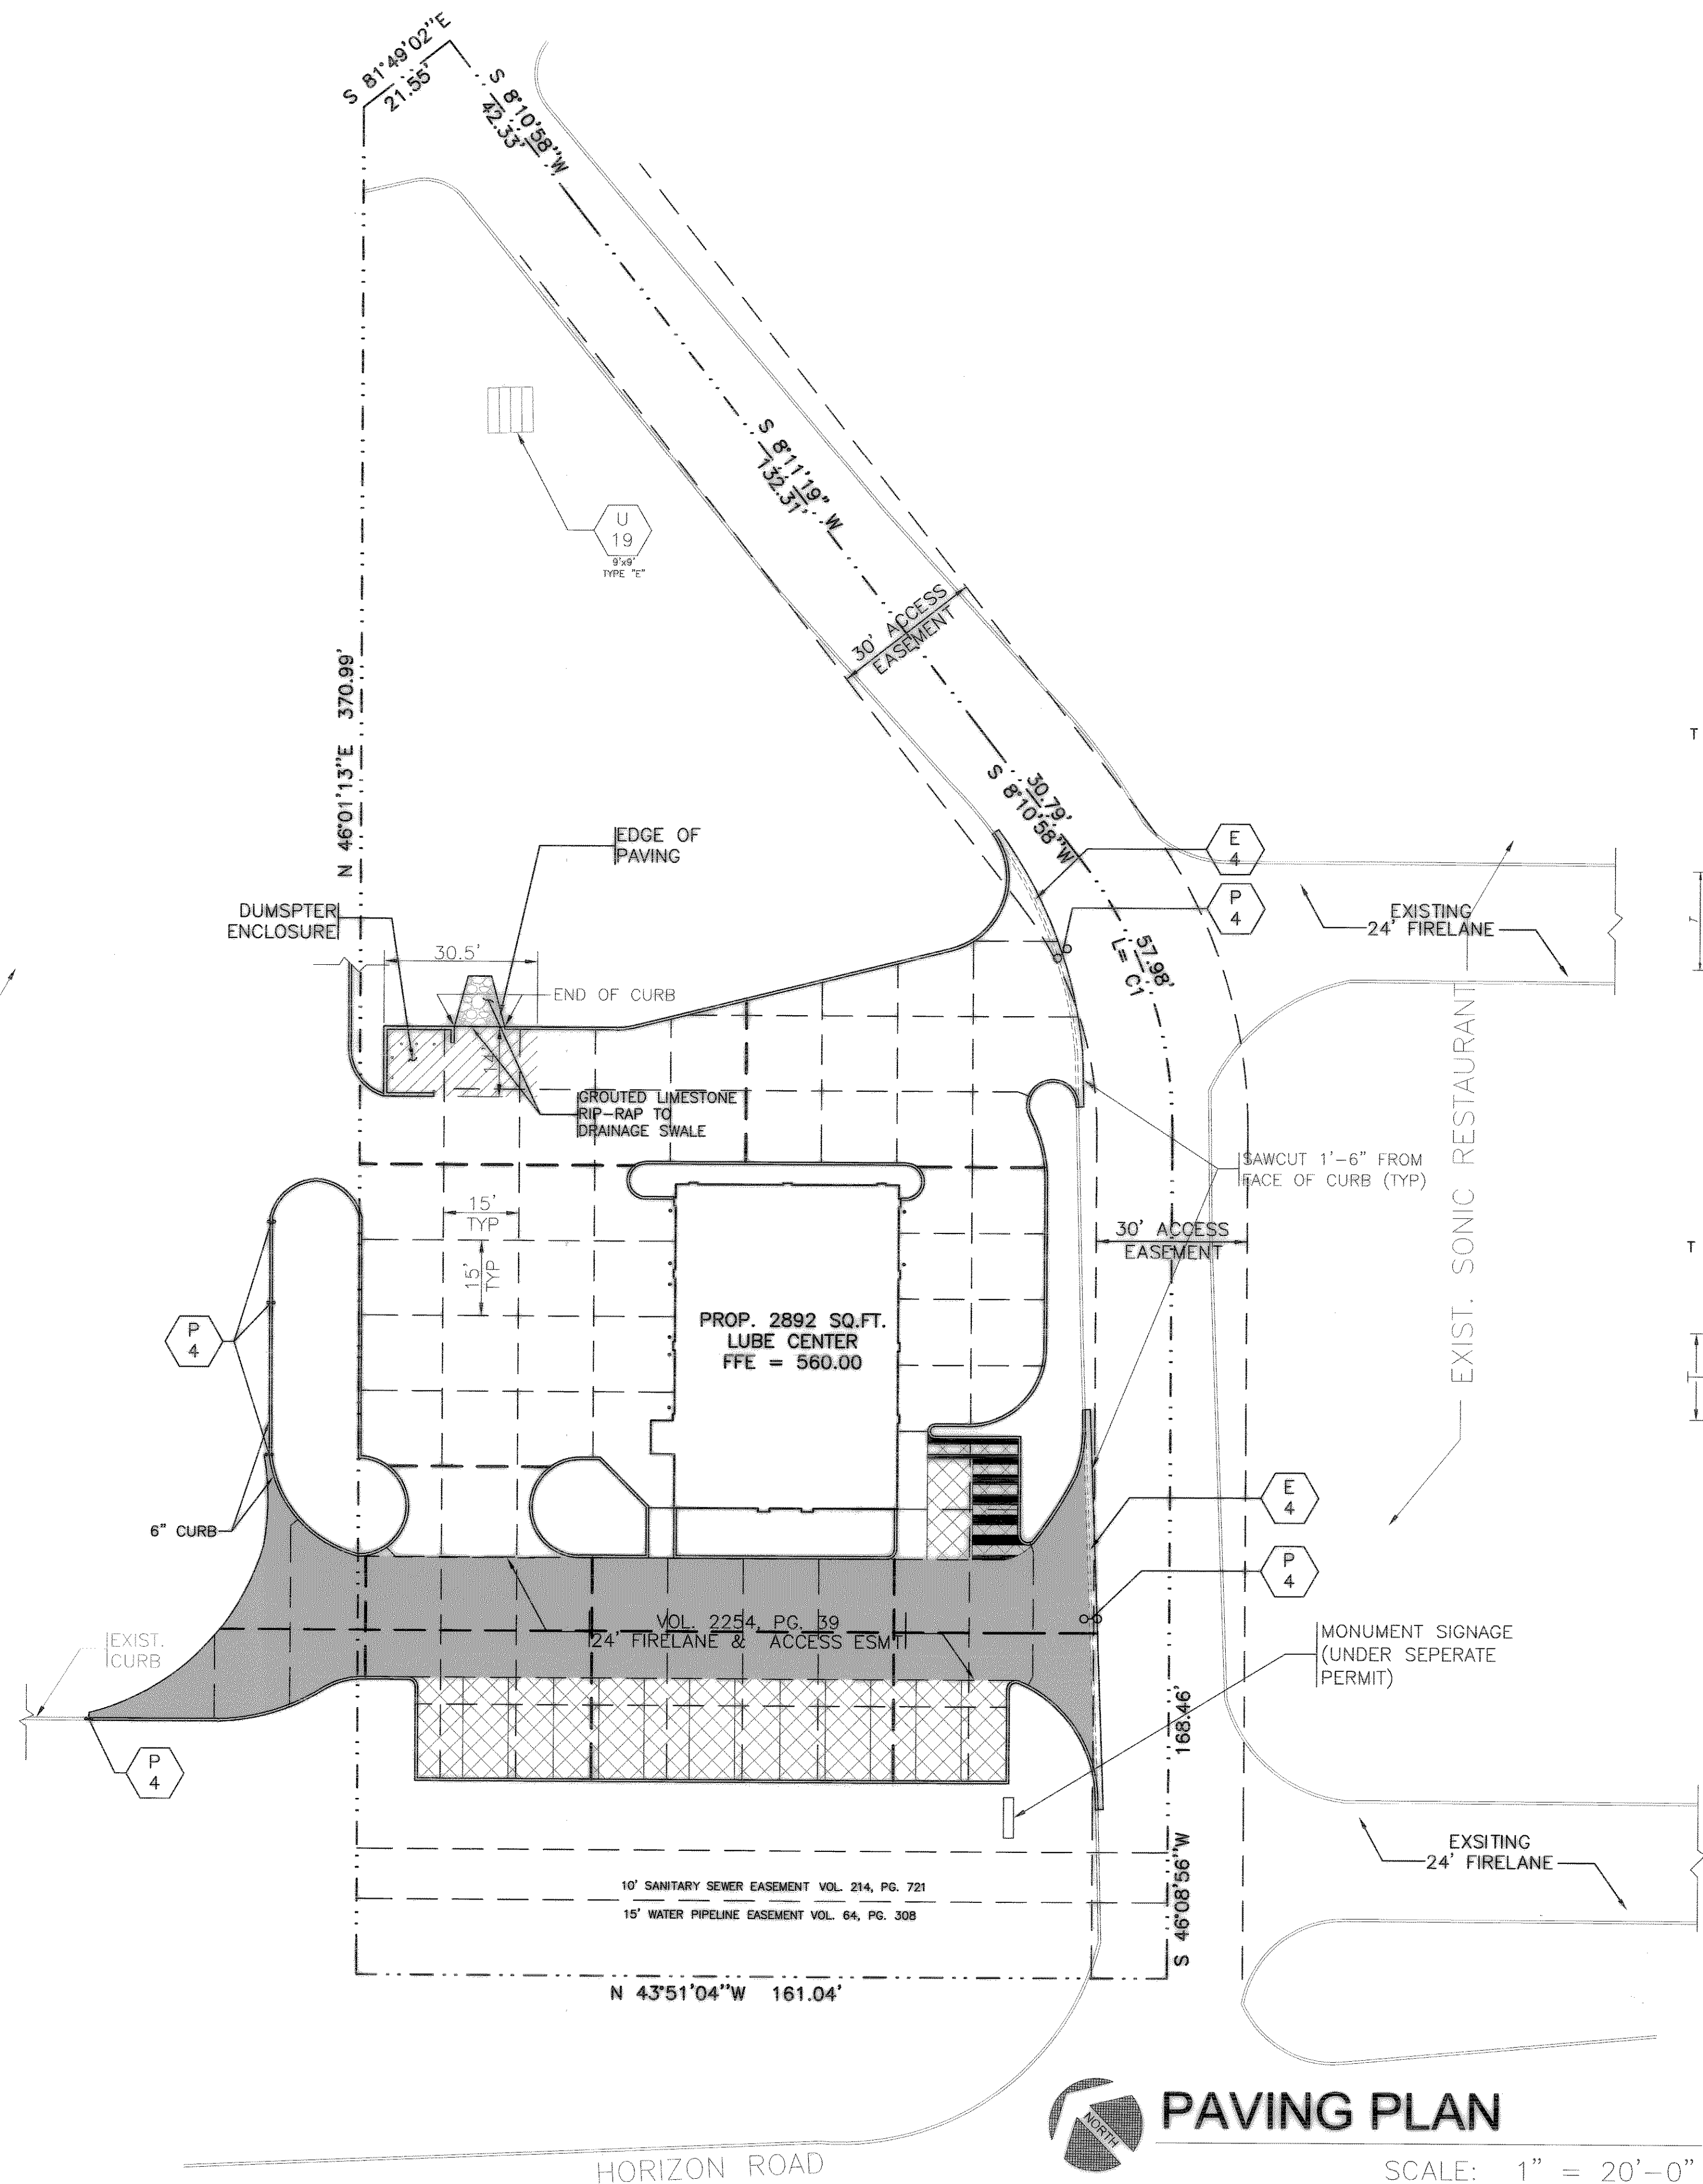 S 81°49'02"E
21.55'
S 8°10'58"W
42.33'
S 8°11'19" W
132.31'
U
19
9'x9'
TYPE "E"
30' ACCESS
EASEMENT
N 46°01'13"E 370.99'
30.79'
S 8°10'58"W
EDGE OF
PAVING
E
4
P
4
DUMSPTER
ENCLOSURE
30.5'
END OF CURB
57.98'
L= C1
EXISTING
24' FIRELANE
T
T
14'
GROUTED LIMESTONE
RIP-RAP TO
DRAINAGE SWALE
SAWCUT 1'-6" FROM
FACE OF CURB (TYP)
EXIST. SONIC RESTAURANT
15'
TYP
15'
TYP
30' ACCESS
EASEMENT
T
P
4
PROP. 2892 SQ.FT.
LUBE CENTER
FFE = 560.00
T
6" CURB
E
4
P
4
EXIST.
CURB
VOL. 2254, PG. 39
24' FIRELANE & ACCESS ESMT
MONUMENT SIGNAGE
(UNDER SEPERATE
PERMIT)
P
4
S 46°08'56"W 168.46'
EXSITING
24' FIRELANE
10' SANITARY SEWER EASEMENT VOL. 214, PG. 721
15' WATER PIPELINE EASEMENT VOL. 64, PG. 308
N 43°51'04"W 161.04'
NORTH
PAVING PLAN
HORIZON ROAD
SCALE: 1" = 20'-0"